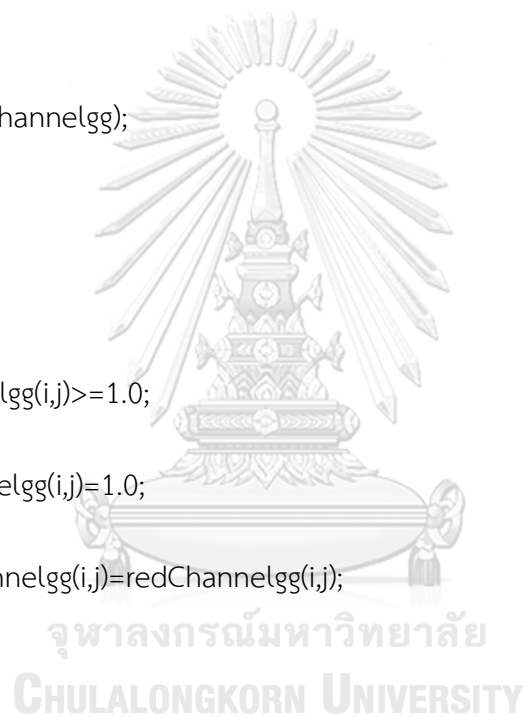 hannelgg);
lgg(i,j)>=1.0;
elgg(i,j)=1.0;
nnelgg(i,j)=redChannelgg(i,j);
จุฬาลงกรณ์มหาวิทยาลัย
CHULALONGKORN UNIVERSITY